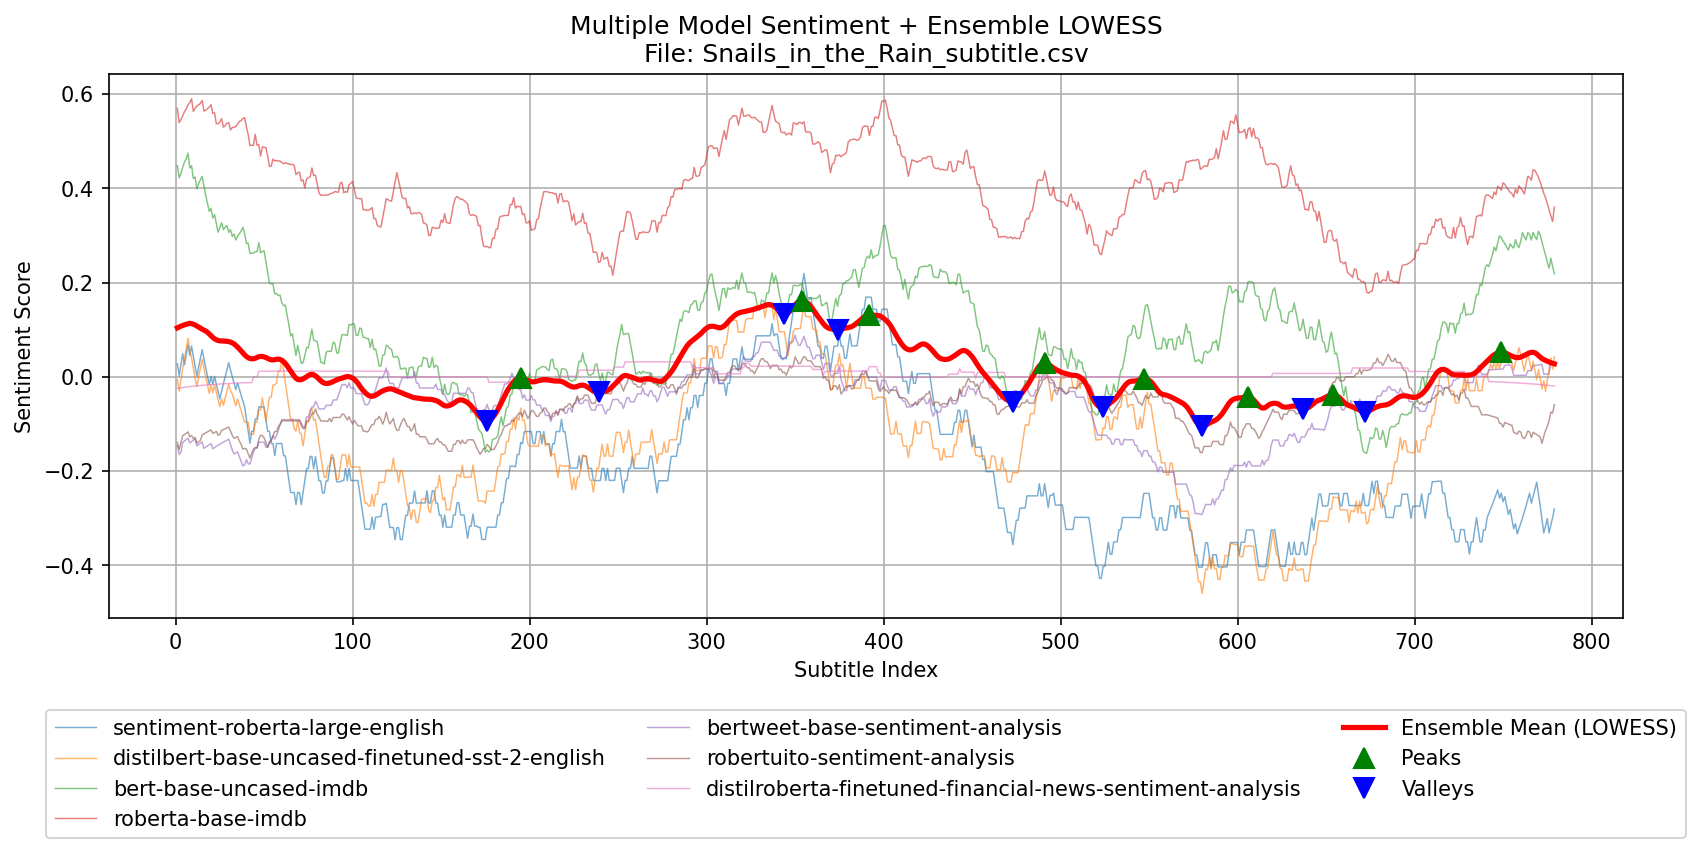 Multiple Model Sentiment + Ensemble LOWESS
File: Snails_in_the_Rain_subtitle.csv
Sentiment Score
0.6
0.4
0.2
0.0
−0.2
−0.4
0 100 200 300 400 500 600 700 800
Subtitle Index
sentiment-roberta-large-english
distilbert-base-uncased-finetuned-sst-2-english
bert-base-uncased-imdb
roberta-base-imdb
bertweet-base-sentiment-analysis
robertuito-sentiment-analysis
distilroberta-finetuned-financial-news-sentiment-analysis
Ensemble Mean (LOWESS)
Peaks
Valleys